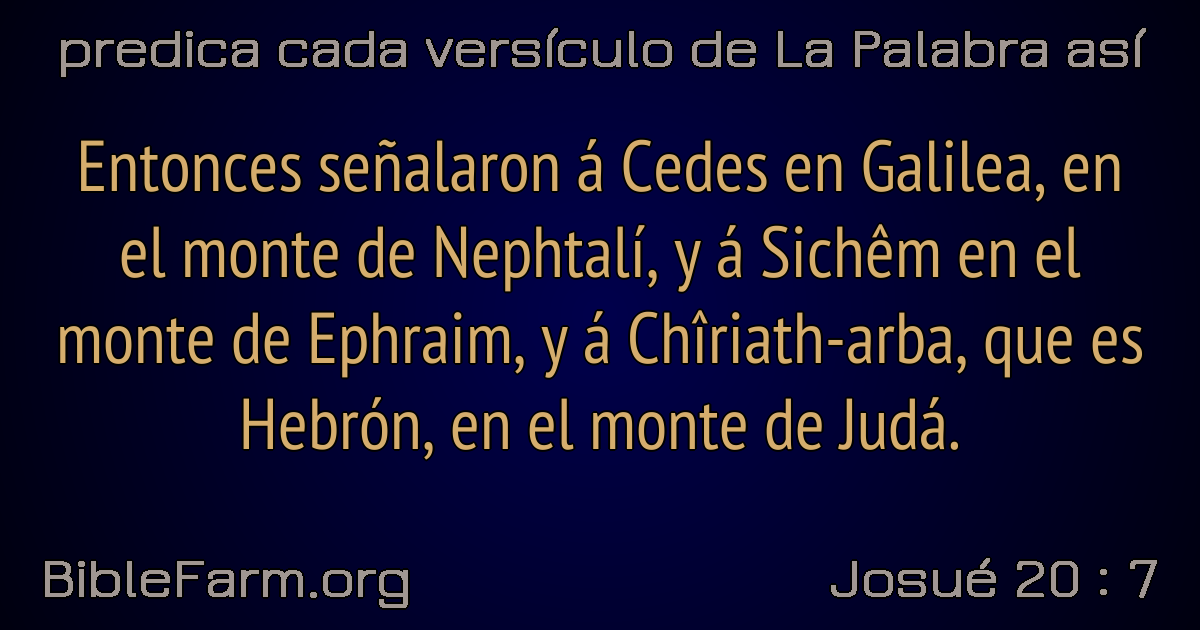 predica cada versículo de La Palabra así
Entonces señalaron á Cedes en Galilea, en
el monte de Nephtalí, y á Sichêm en el
monte de Ephraim, y á Chîriath-arba, que es
Hebrón, en el monte de Judá.
BibleFarm.org
Josué 20 : 7